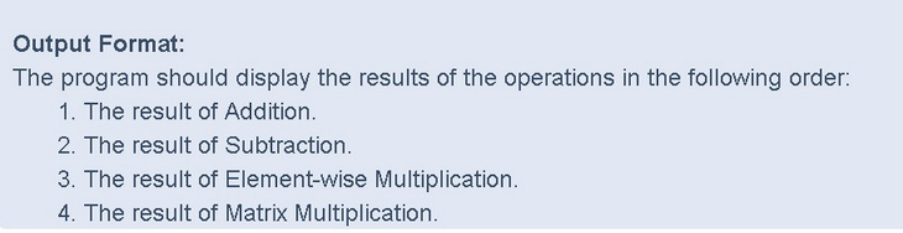 Output Format:
The program should display the results of the operations in the following order:
1. The result of Addition.
2. The result of Subtraction.
3. The result of Element-wise Multiplication.
4. The result of Matrix Multiplication.